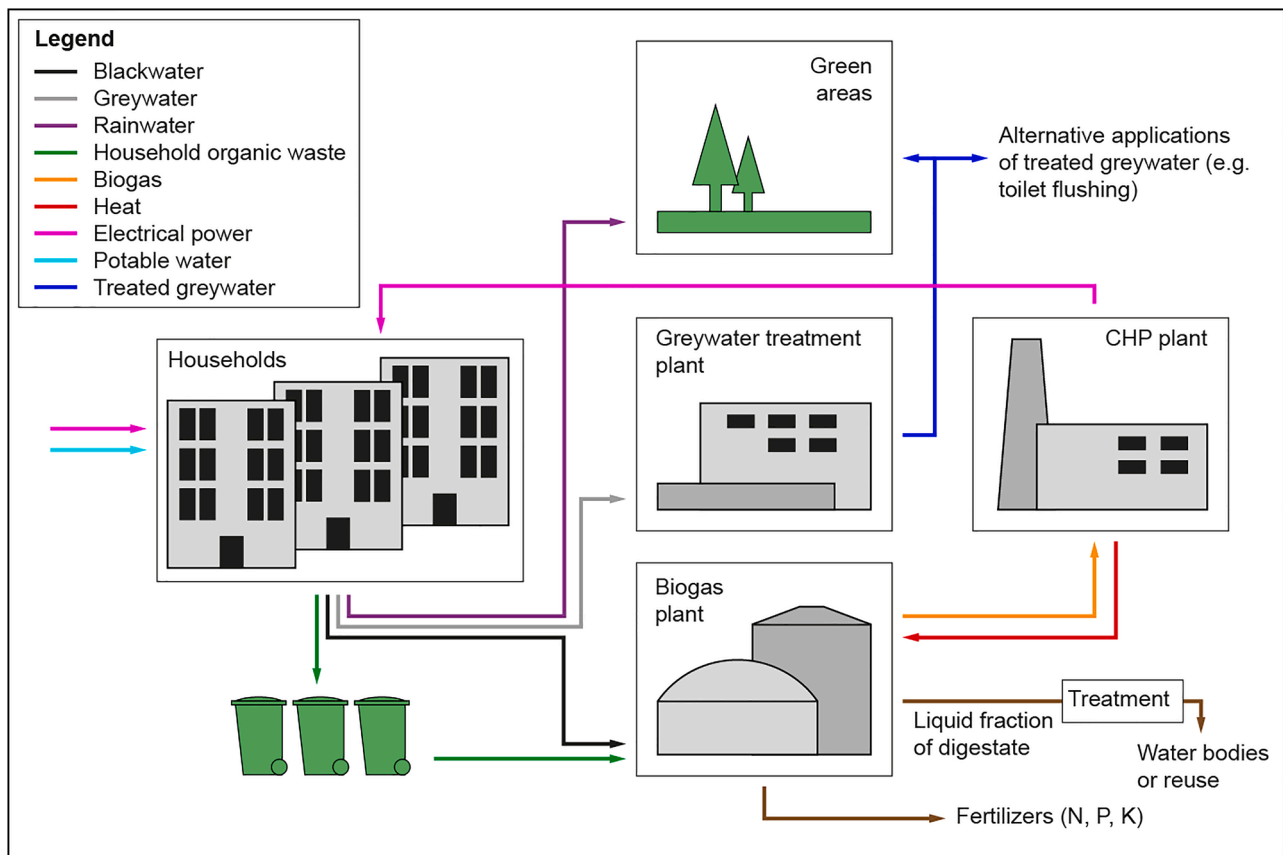 Legend
Blackwater
Greywater
Rainwater
Household organic waste
Biogas
Heat
Electrical power
Potable water
Treated greywater
Green
areas
Alternative applications
of treated greywater (e.g.
toilet flushing)
Households
Greywater treatment
plant
CHP plant
Biogas
plant
Liquid fraction
of digestate
Treatment
Water bodies
or reuse
Fertilizers (N, P, K)